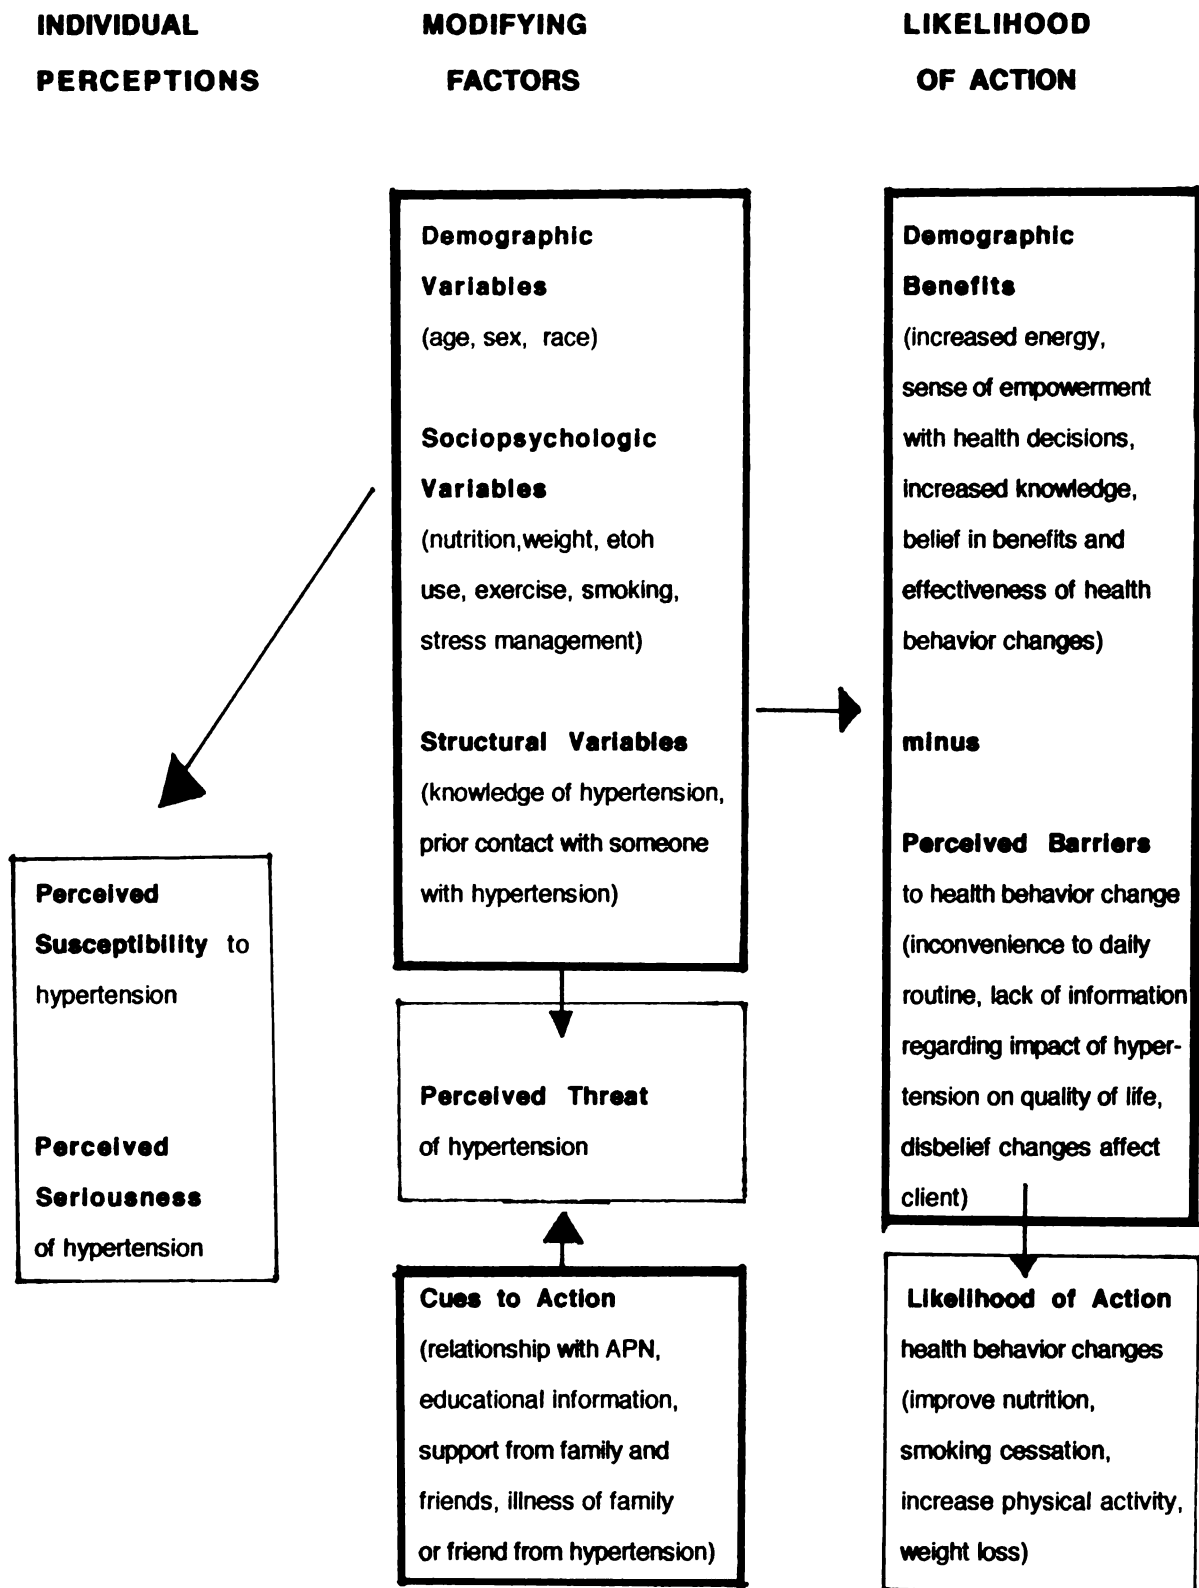 INDIVIDUAL
PERCEPTIONS
MODIFYING
FACTORS
LIKELIHOOD
OF ACTION
Demographic
Variables
(age, sex, race)
Sociopsychologic
Variables
(nutrition,weight, etoh
use, exercise, smoking,
stress management)
Structural Variables
(knowledge of hypertension,
prior contact with someone
with hypertension)
Demographic
Benefits
(increased energy,
sense of empowerment
with health decisions,
increased knowledge,
belief in benefits and
effectiveness of health
behavior changes)
minus
Perceived Barriers
to health behavior change
(inconvenience to daily
routine, lack of information
regarding impact of hyper-
tension on quality of life,
disbelief changes affect
client)
Perceived
Susceptibility to
hypertension
Perceived
Seriousness
of hypertension
Perceived Threat
of hypertension
Cues to Action
(relationship with APN,
educational information,
support from family and
friends, illness of family
or friend from hypertension)
Likelihood of Action
health behavior changes
(improve nutrition,
smoking cessation,
increase physical activity,
weight loss)